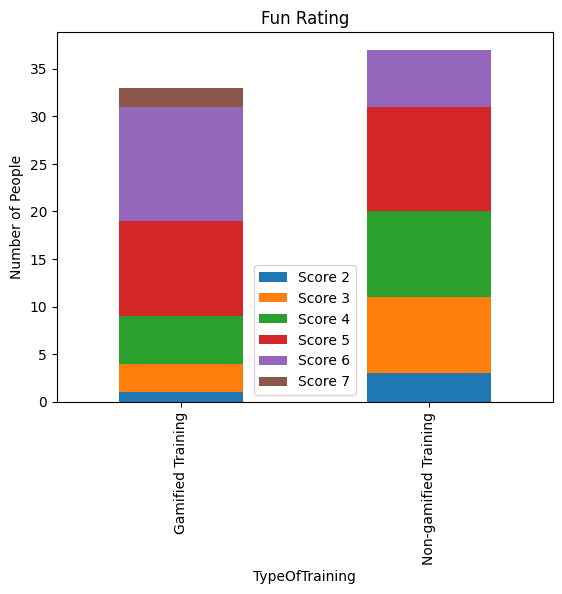 Fun Rating
Number of People
35
30
25
20
15
10
5
0
Score 2
Score 3
Score 4
Score 5
Score 6
Score 7
Gamified Training
Non-gamified Training
TypeOfTraining